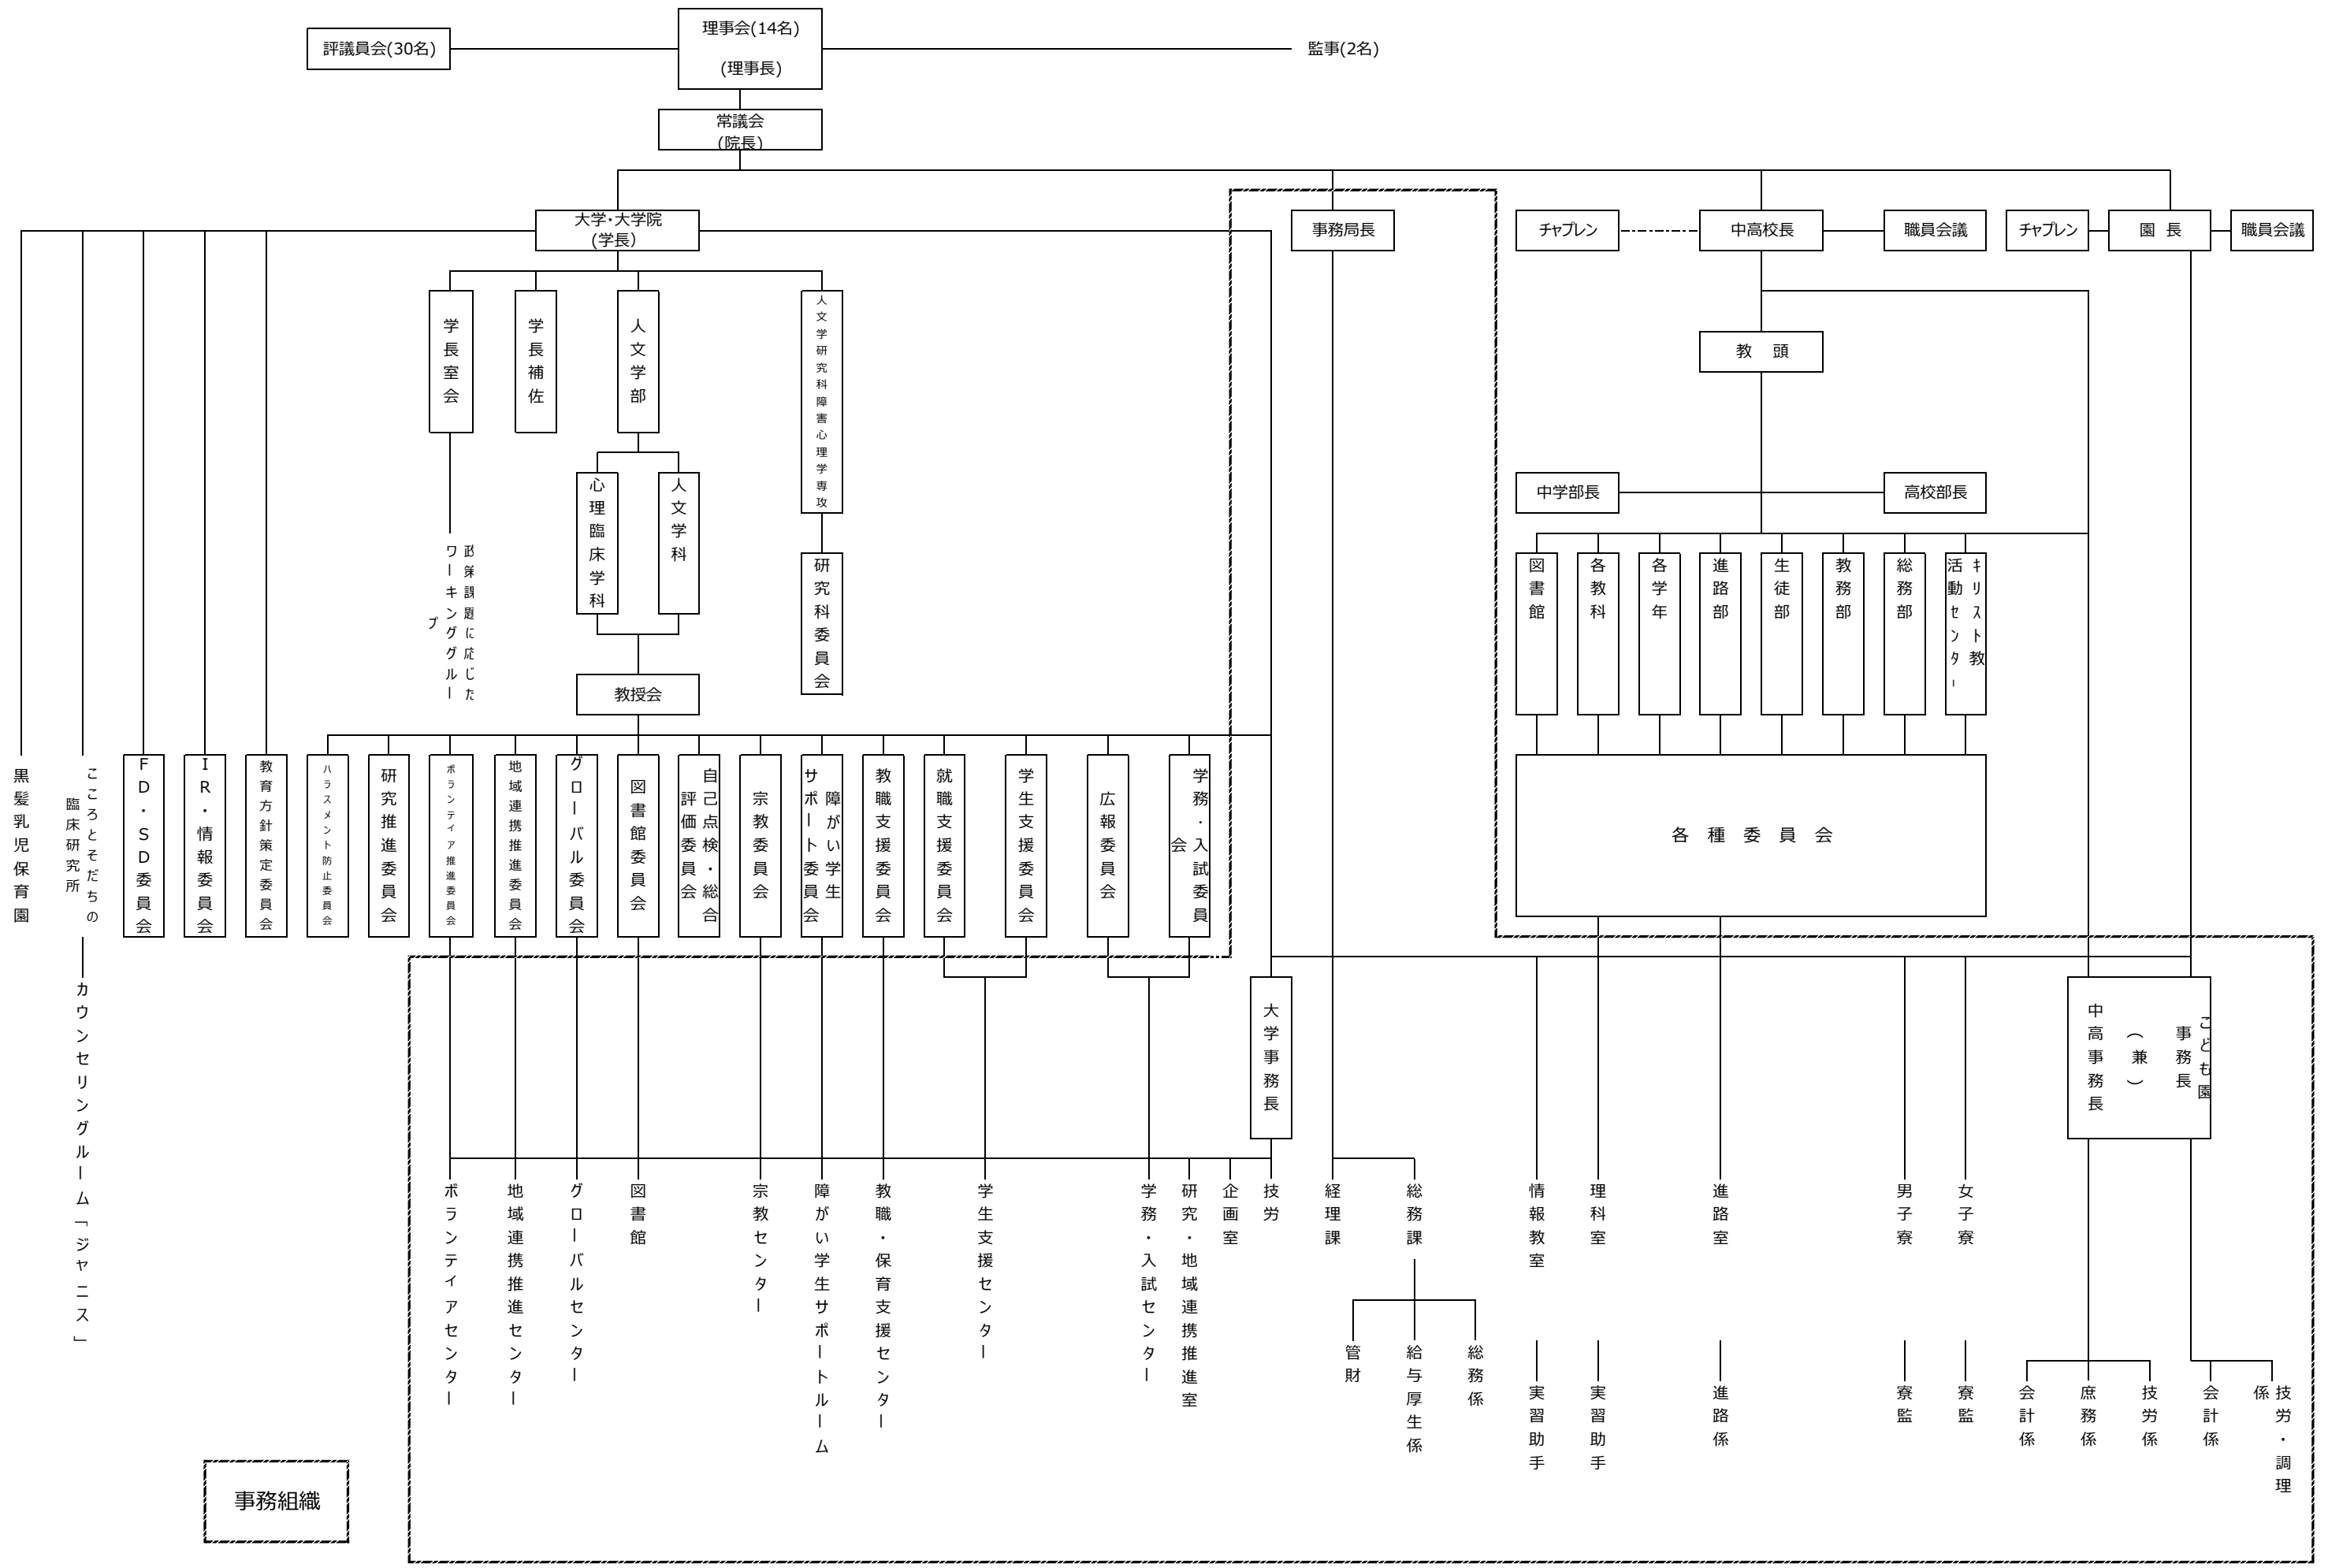 理事会(14名)
(理事長)
評議員会(30名)
監事(2名)
常議会
(院長)
大学・大学院
(学長)
事務局長
チャプレン
中高校長
職員会議
チャプレン
園 長
職員会議
学長室会
学長補佐
人文学部
人文学研究科障害心理学専攻
教 頭
心理臨床学科
人文学科
中学部長
高校部長
政策課題に応じた
ワーキンググルー
プ
研究科委員会
図書館
各教科
各学年
進路部
生徒部
教務部
総務部
キリスト教
活動センター
教授会
黒髪乳児保育園
こころとそだちの
臨床研究所
FD・SD委員会
IR・情報委員会
教育方針策定委員会
ハラスメント防止委員会
研究推進委員会
ボランティア推進委員会
地域連携推進委員会
グローバル委員会
図書館委員会
自己点検・総合
評価委員会
宗教委員会
障がい学生
サポート委員会
教職支援委員会
就職支援委員会
学生支援委員会
広報委員会
学務・入試委員
会
各 種 委 員 会
カウンセリングルーム「ジャニス」
大学事務長
中高事務長
(兼)
こども園
事務長
ボランティアセンター
地域連携推進センター
グローバルセンター
図書館
宗教センター
障がい学生サポートルーム
教職・保育支援センター
学生支援センター
学務・入試センター
研究・地域連携推進室
企画室
技労
経理課
総務課
情報教室
理科室
進路室
男子寮
女子寮
管財
給与厚生係
総務係
実習助手
実習助手
進路係
寮監
寮監
会計係
庶務係
技労係
会計係
技労・調理
係
事務組織